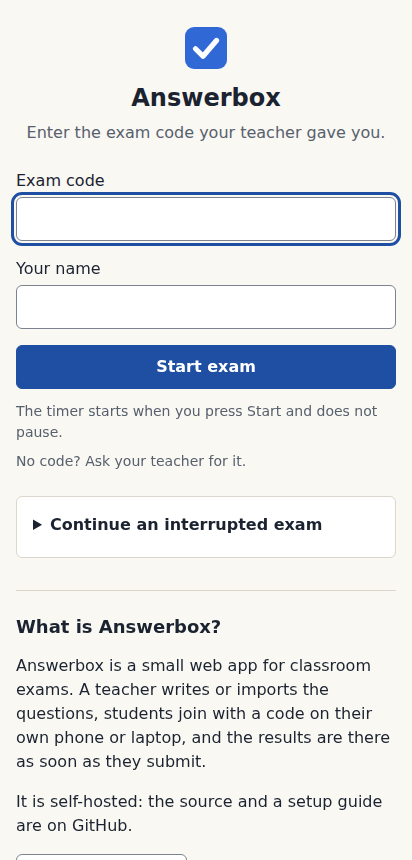 Answerbox
Enter the exam code your teacher gave you.
Exam code
Your name
Start exam
The timer starts when you press Start and does not
pause.
No code? Ask your teacher for it.
Continue an interrupted exam
What is Answerbox?
Answerbox is a small web app for classroom
exams. A teacher writes or imports the
questions, students join with a code on their
own phone or laptop, and the results are there
as soon as they submit.
It is self-hosted: the source and a setup guide
are on GitHub.